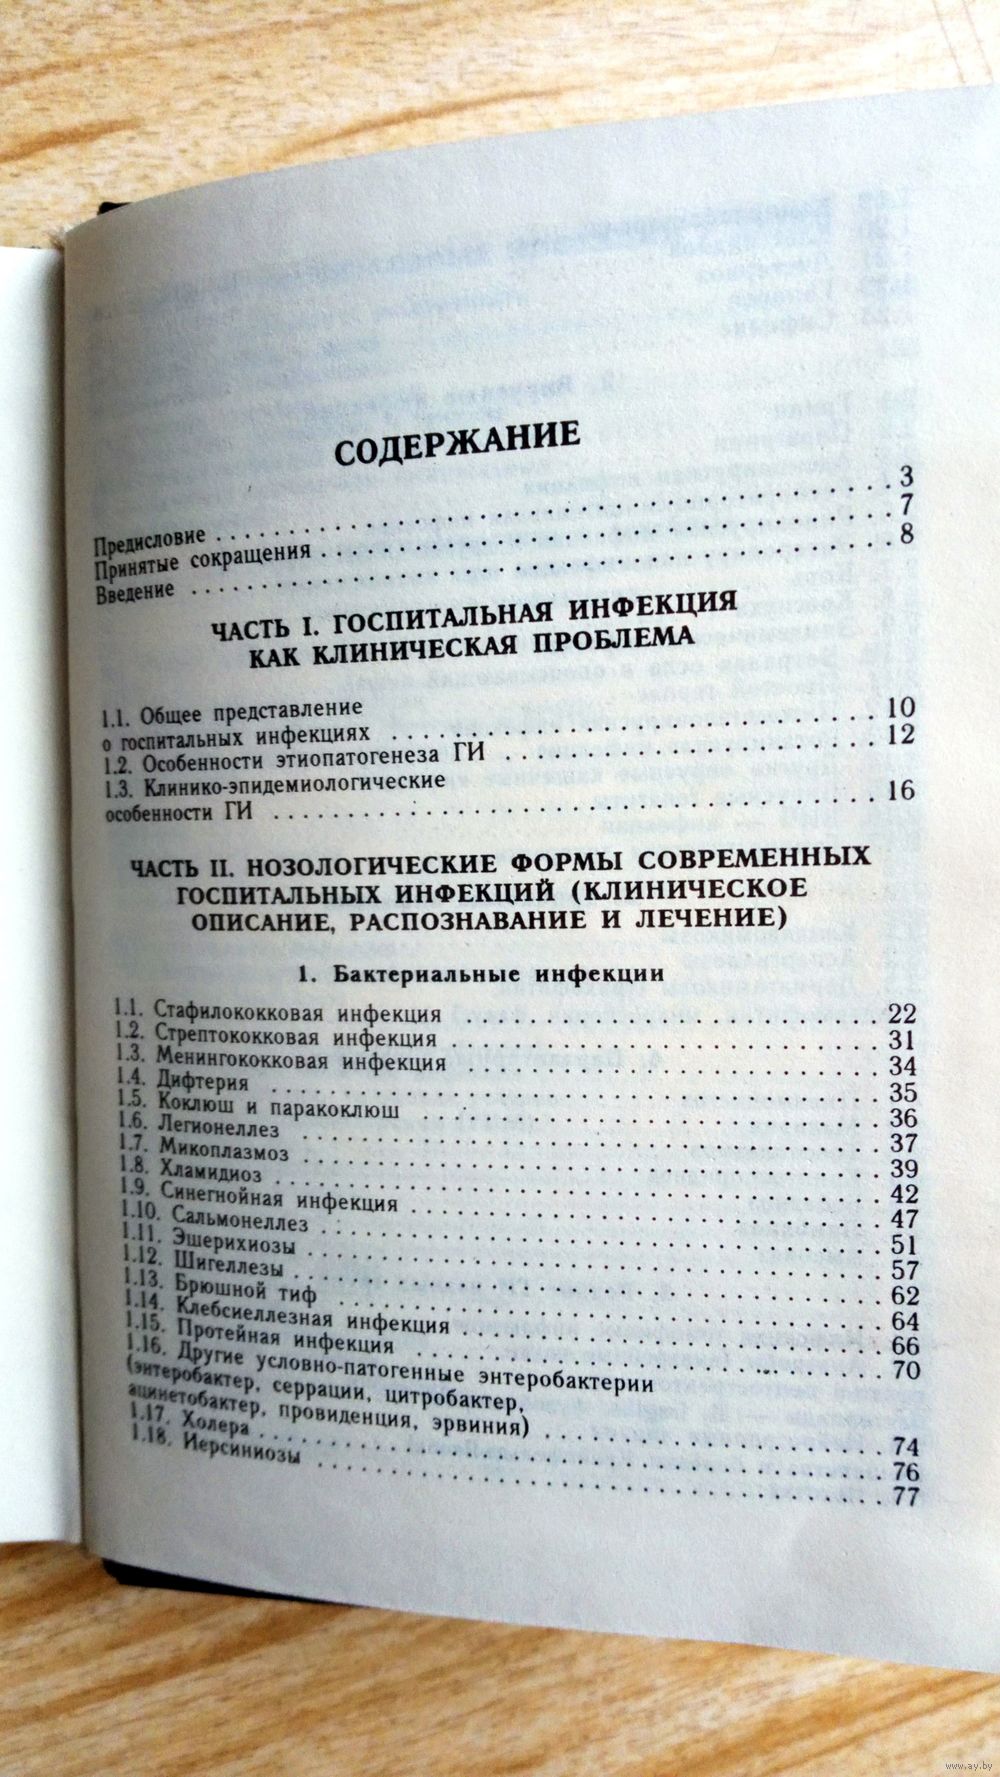 СОДЕРЖАНИЕ
Предисловие . . . . . . . . . . . . . . . . . . . . 3
Принятые сокращения . . . . . . . . . . . . . . . . . . . . 7
Введение . . . . . . . . . . . . . . . . . . . . 8
ЧАСТЬ I. ГОСПИТАЛЬНАЯ ИНФЕКЦИЯ
КАК КЛИНИЧЕСКАЯ ПРОБЛЕМА
1.1. Общее представление
о госпитальных инфекциях . . . . . . . . . . . . . . . . . . . . 10
1.2. Особенности этиопатогенеза ГИ . . . . . . . . . . . . . . . . . . . . 12
1.3. Клинико-эпидемиологические
особенности ГИ . . . . . . . . . . . . . . . . . . . . 16
ЧАСТЬ II. НОЗОЛОГИЧЕСКИЕ ФОРМЫ СОВРЕМЕННЫХ
ГОСПИТАЛЬНЫХ ИНФЕКЦИЙ (КЛИНИЧЕСКОЕ
ОПИСАНИЕ, РАСПОЗНАВАНИЕ И ЛЕЧЕНИЕ)
1. Бактериальные инфекции
1.1. Стафилококковая инфекция . . . . . . . . . . . . . . . . . . . . 22
1.2. Стрептококковая инфекция . . . . . . . . . . . . . . . . . . . . 31
1.3. Менингококковая инфекция . . . . . . . . . . . . . . . . . . . . 34
1.4. Дифтерия . . . . . . . . . . . . . . . . . . . . 35
1.5. Коклюш и паракоклюш . . . . . . . . . . . . . . . . . . . . 36
1.6. Легионеллез . . . . . . . . . . . . . . . . . . . . 37
1.7. Микоплазмоз . . . . . . . . . . . . . . . . . . . . 39
1.8. Хламидиоз . . . . . . . . . . . . . . . . . . . . 42
1.9. Синегнойная инфекция . . . . . . . . . . . . . . . . . . . . 47
1.10. Сальмонеллез . . . . . . . . . . . . . . . . . . . . 51
1.11. Эшерихиозы . . . . . . . . . . . . . . . . . . . . 57
1.12. Шигеллезы . . . . . . . . . . . . . . . . . . . . 62
1.13. Брюшной тиф . . . . . . . . . . . . . . . . . . . . 64
1.14. Клебсиеллезная инфекция . . . . . . . . . . . . . . . . . . . . 66
1.15. Протейная инфекция . . . . . . . . . . . . . . . . . . . . 70
1.16. Другие условно-патогенные энтеробактерии
(энтеробактер, серрации, цитробактер,
ацинетобактер, провиденция, эрвиния) . . . . . . . . . . . . . . . . . . . . 74
1.17. Холера . . . . . . . . . . . . . . . . . . . . 76
1.18. Иерсиниозы . . . . . . . . . . . . . . . . . . . . 77
www.ay.by